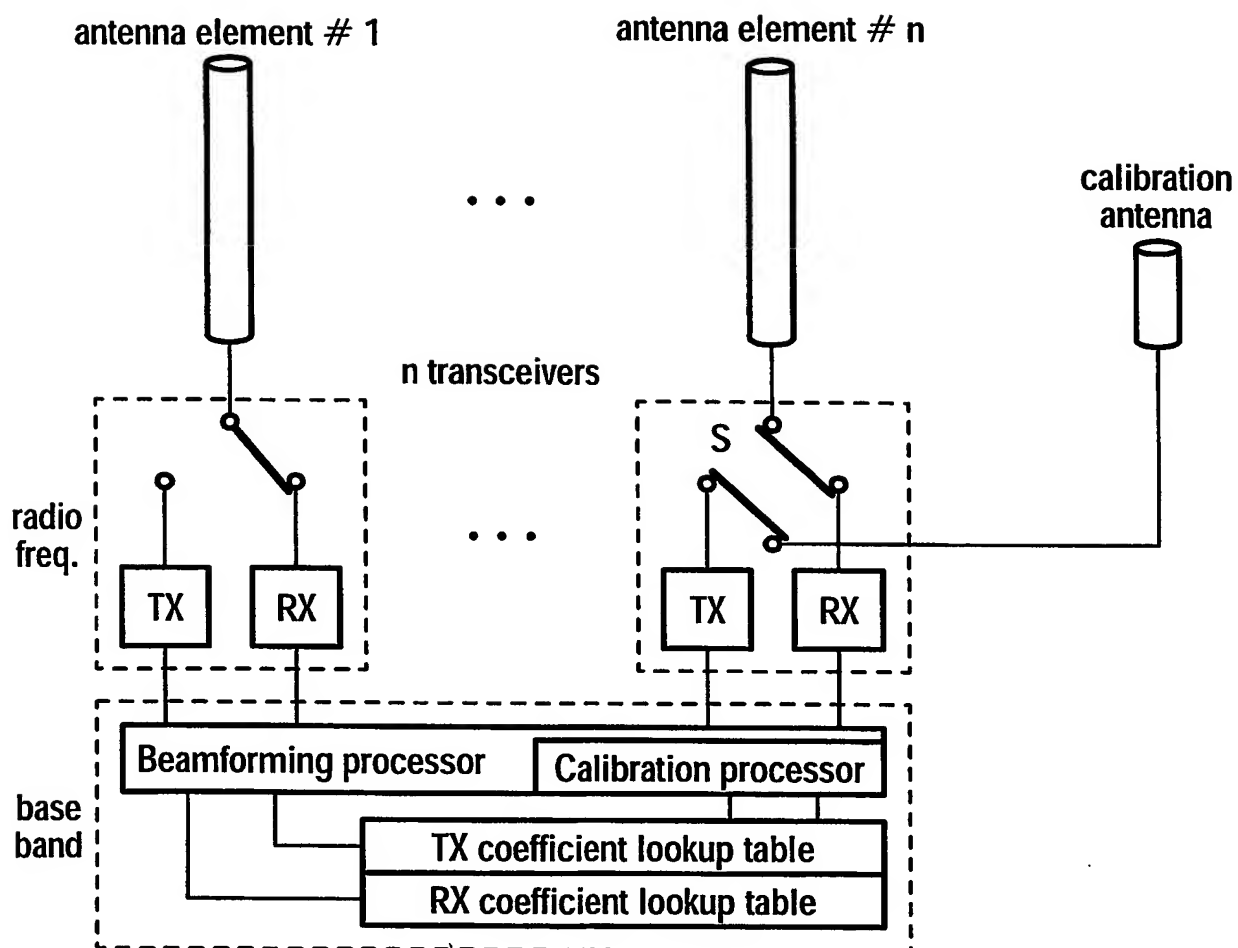 antenna element # 1
antenna element # n
calibration
antenna
n transceivers
S
radio
freq.
TX
RX
TX
RX
Beamforming processor
Calibration processor
base
band
TX coefficient lookup table
RX coefficient lookup table